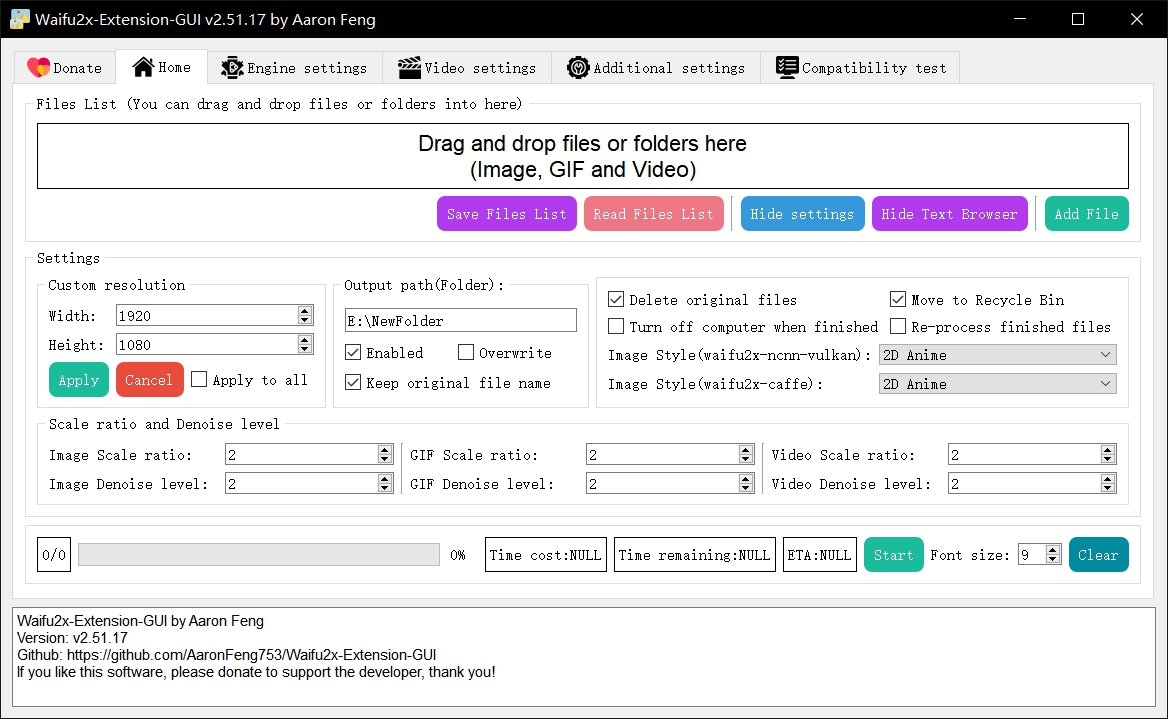 Waifu2x-Extension-GUI v2.51.17 by Aaron Feng
Donate Home Engine settings Video settings Additional settings Compatibility test
Files List (You can drag and drop files or folders into here)
Drag and drop files or folders here
(Image, GIF and Video)
Save Files List Read Files List Hide settings Hide Text Browser Add File
Settings
Custom resolution
Width: 1920
Height: 1080
Apply Cancel Apply to all
Output path(Folder):
E:\NewFolder
Enabled Overwrite
Keep original file name
Delete original files Move to Recycle Bin
Turn off computer when finished Re-process finished files
Image Style(waifu2x-ncnn-vulkan): 2D Anime
Image Style(waifu2x-caffe): 2D Anime
Scale ratio and Denoise level
Image Scale ratio: 2 GIF Scale ratio: 2 Video Scale ratio: 2
Image Denoise level: 2 GIF Denoise level: 2 Video Denoise level: 2
0/0 0% Time cost:NULL Time remaining:NULL ETA:NULL Start Font size: 9 Clear
Waifu2x-Extension-GUI by Aaron Feng
Version: v2.51.17
Github: https://github.com/AaronFeng753/Waifu2x-Extension-GUI
If you like this software, please donate to support the developer, thank you!